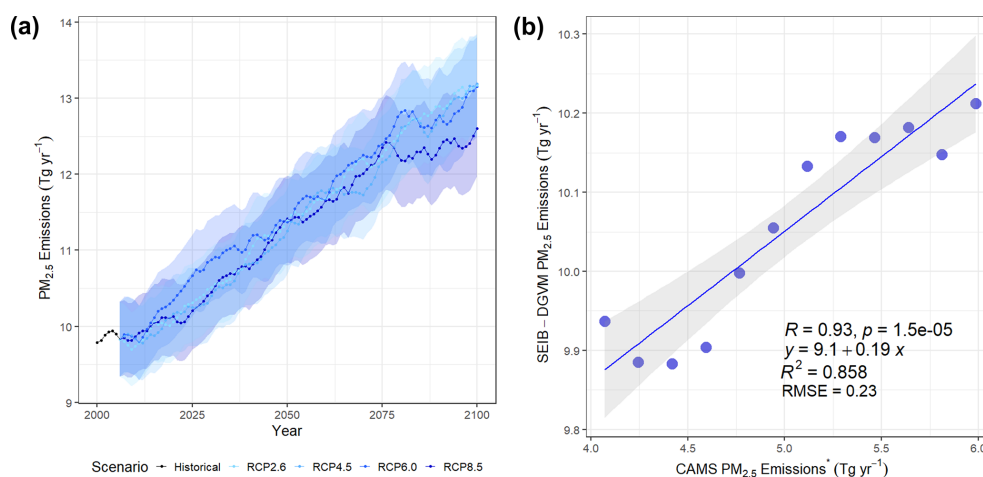 (a)
14
13
12
11
10
9
PM2.5 Emissions (Tg yr−1)
2000 2025 2050 2075 2100
Year
Scenario Historical RCP2.6 RCP4.5 RCP6.0 RCP8.5
(b)
10.3
10.2
10.1
10.0
9.9
9.8
SEIB−DGVM PM2.5 Emissions (Tg yr−1)
R = 0.93, p = 1.5e-05
y = 9.1 + 0.19 x
R2 = 0.858
RMSE = 0.23
4.0 4.5 5.0 5.5 6.0
CAMS PM2.5 Emissions* (Tg yr−1)